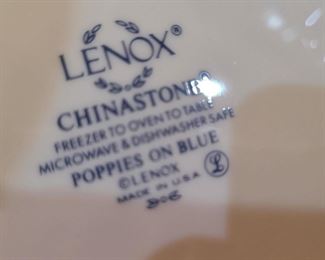 LENOX®
CHINASTONE®
FREEZER TO OVEN TO TABLE
MICROWAVE & DISHWASHER SAFE
POPPIES ON BLUE
©LENOX
MADE IN U.S.A
L